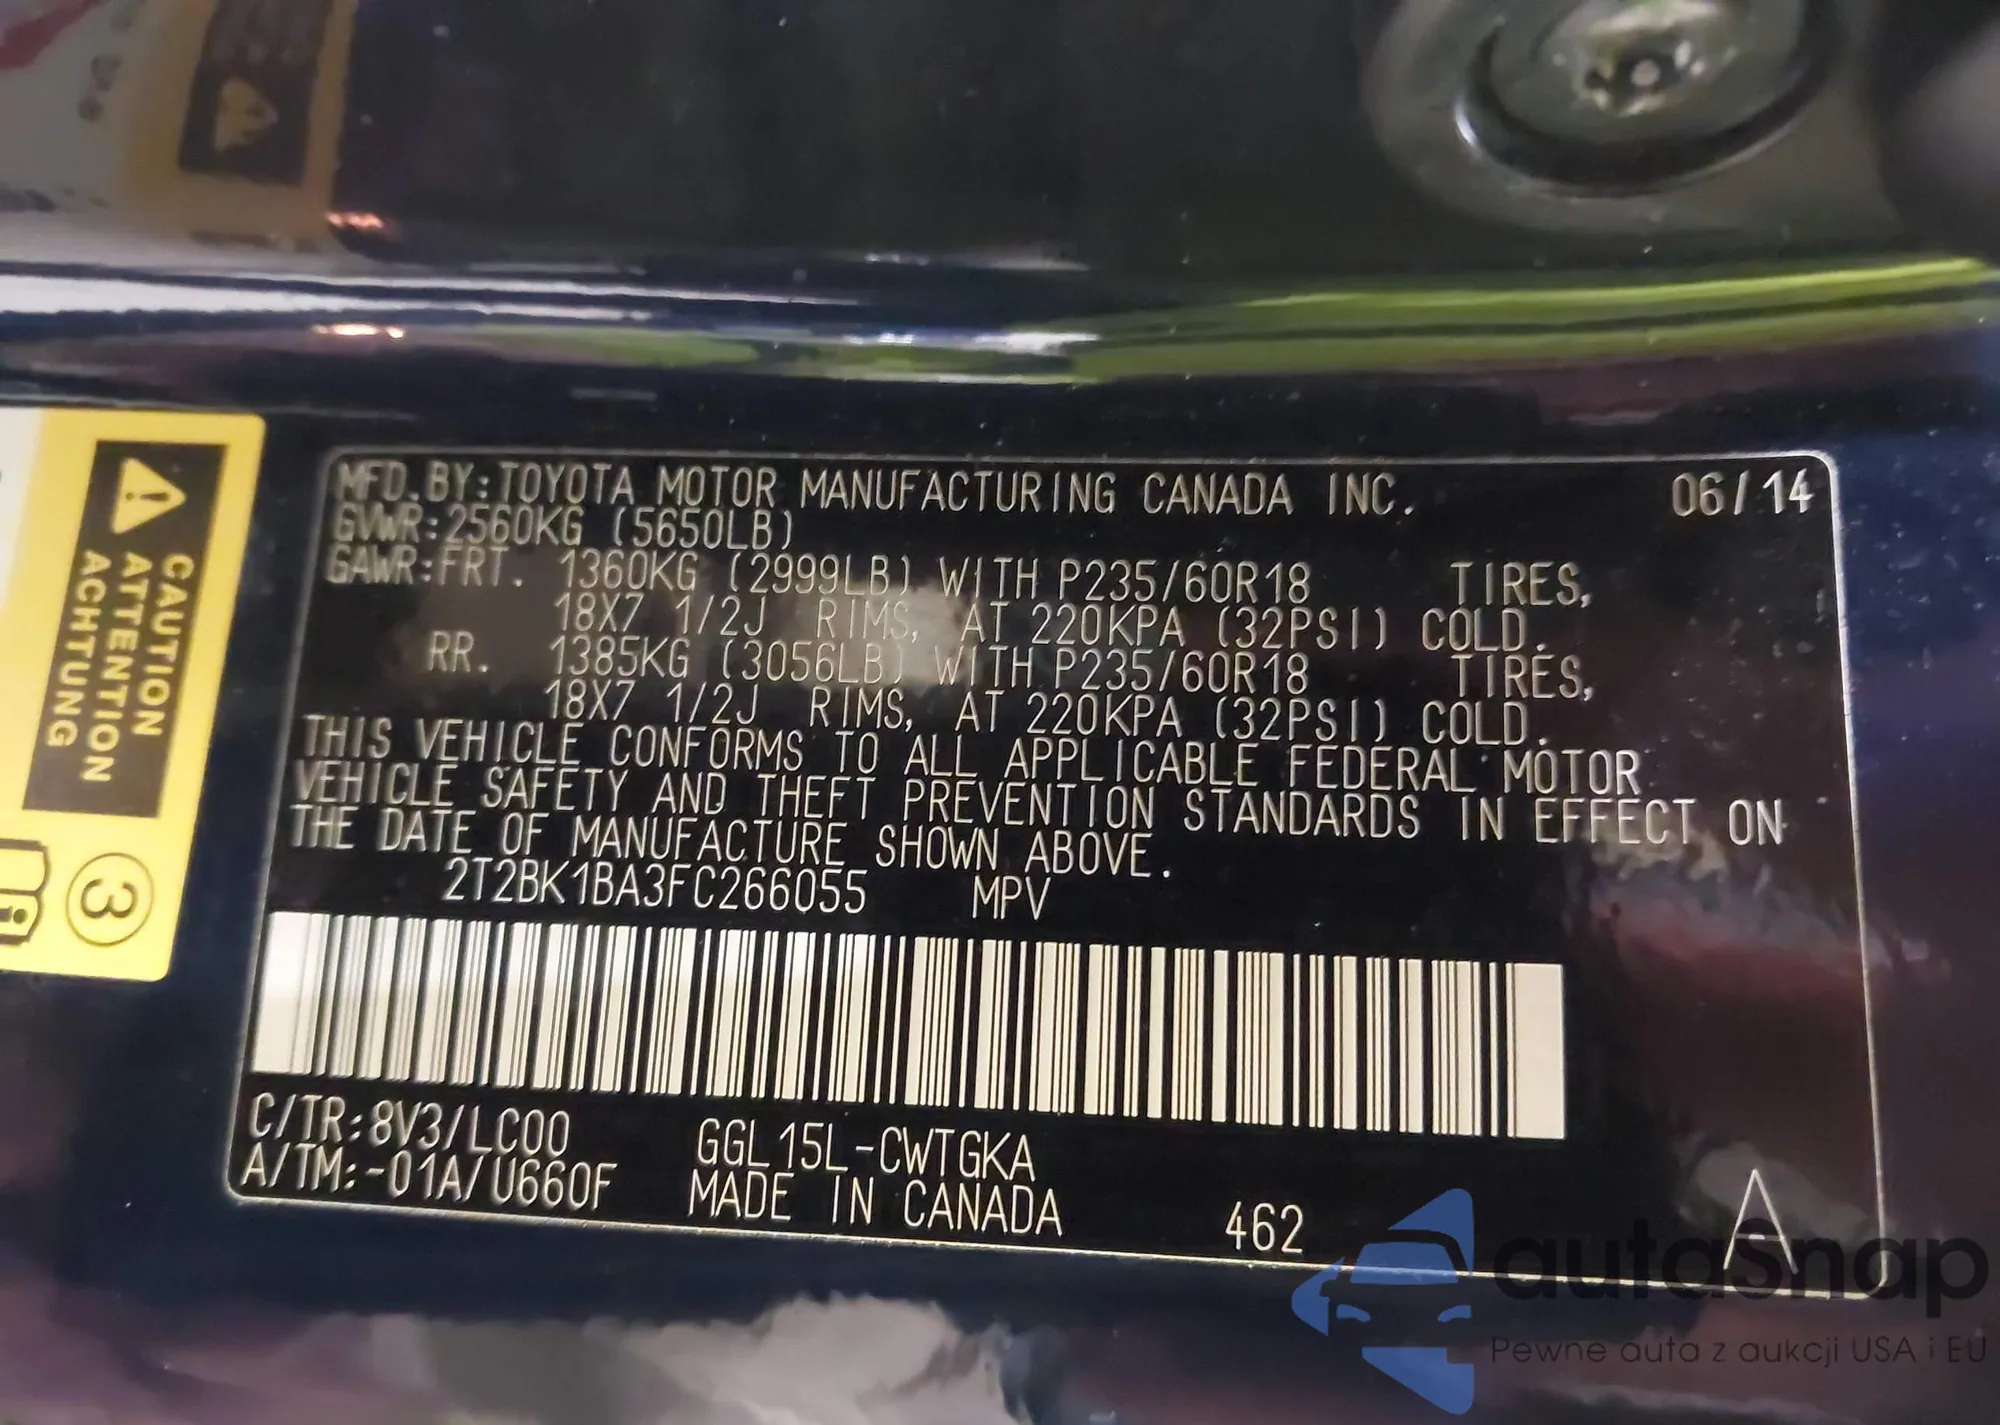 MFD.BY:TOYOTA MOTOR MANUFACTURING CANADA INC. 06/14
GVWR:2560KG (5650LB)
GAWR:FRT. 1360KG (2999LB) WITH P235/60R18 TIRES,
18X7 1/2J RIMS, AT 220KPA (32PSI) COLD.
RR. 1385KG (3056LB) WITH P235/60R18 TIRES,
18X7 1/2J RIMS, AT 220KPA (32PSI) COLD.
THIS VEHICLE CONFORMS TO ALL APPLICABLE FEDERAL MOTOR
VEHICLE SAFETY AND THEFT PREVENTION STANDARDS IN EFFECT ON
THE DATE OF MANUFACTURE SHOWN ABOVE.
2T2BK1BA3FC266055 MPV
C/TR:8V3/LC00 GGL15L-CWTGKA
A/TM:-01A/U660F MADE IN CANADA 462 A
CAUTION
ATTENTION
ACHTUNG
3
autaSnap
Pewne auta z aukcji USA i EU